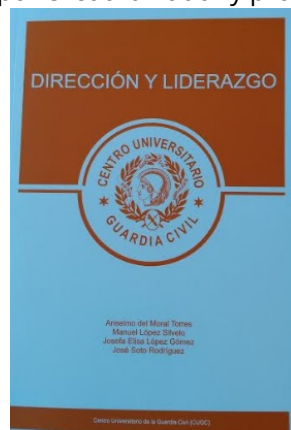 DIRECCIÓN Y LIDERAZGO
CENTRO UNIVERSITARIO
GUARDIA CIVIL
Anselmo del Moral Torres
Manuel López Silvelo
Josefa Elisa López Gómez
José Soto Rodríguez
Centro Universitario de la Guardia Civil (CUGC)